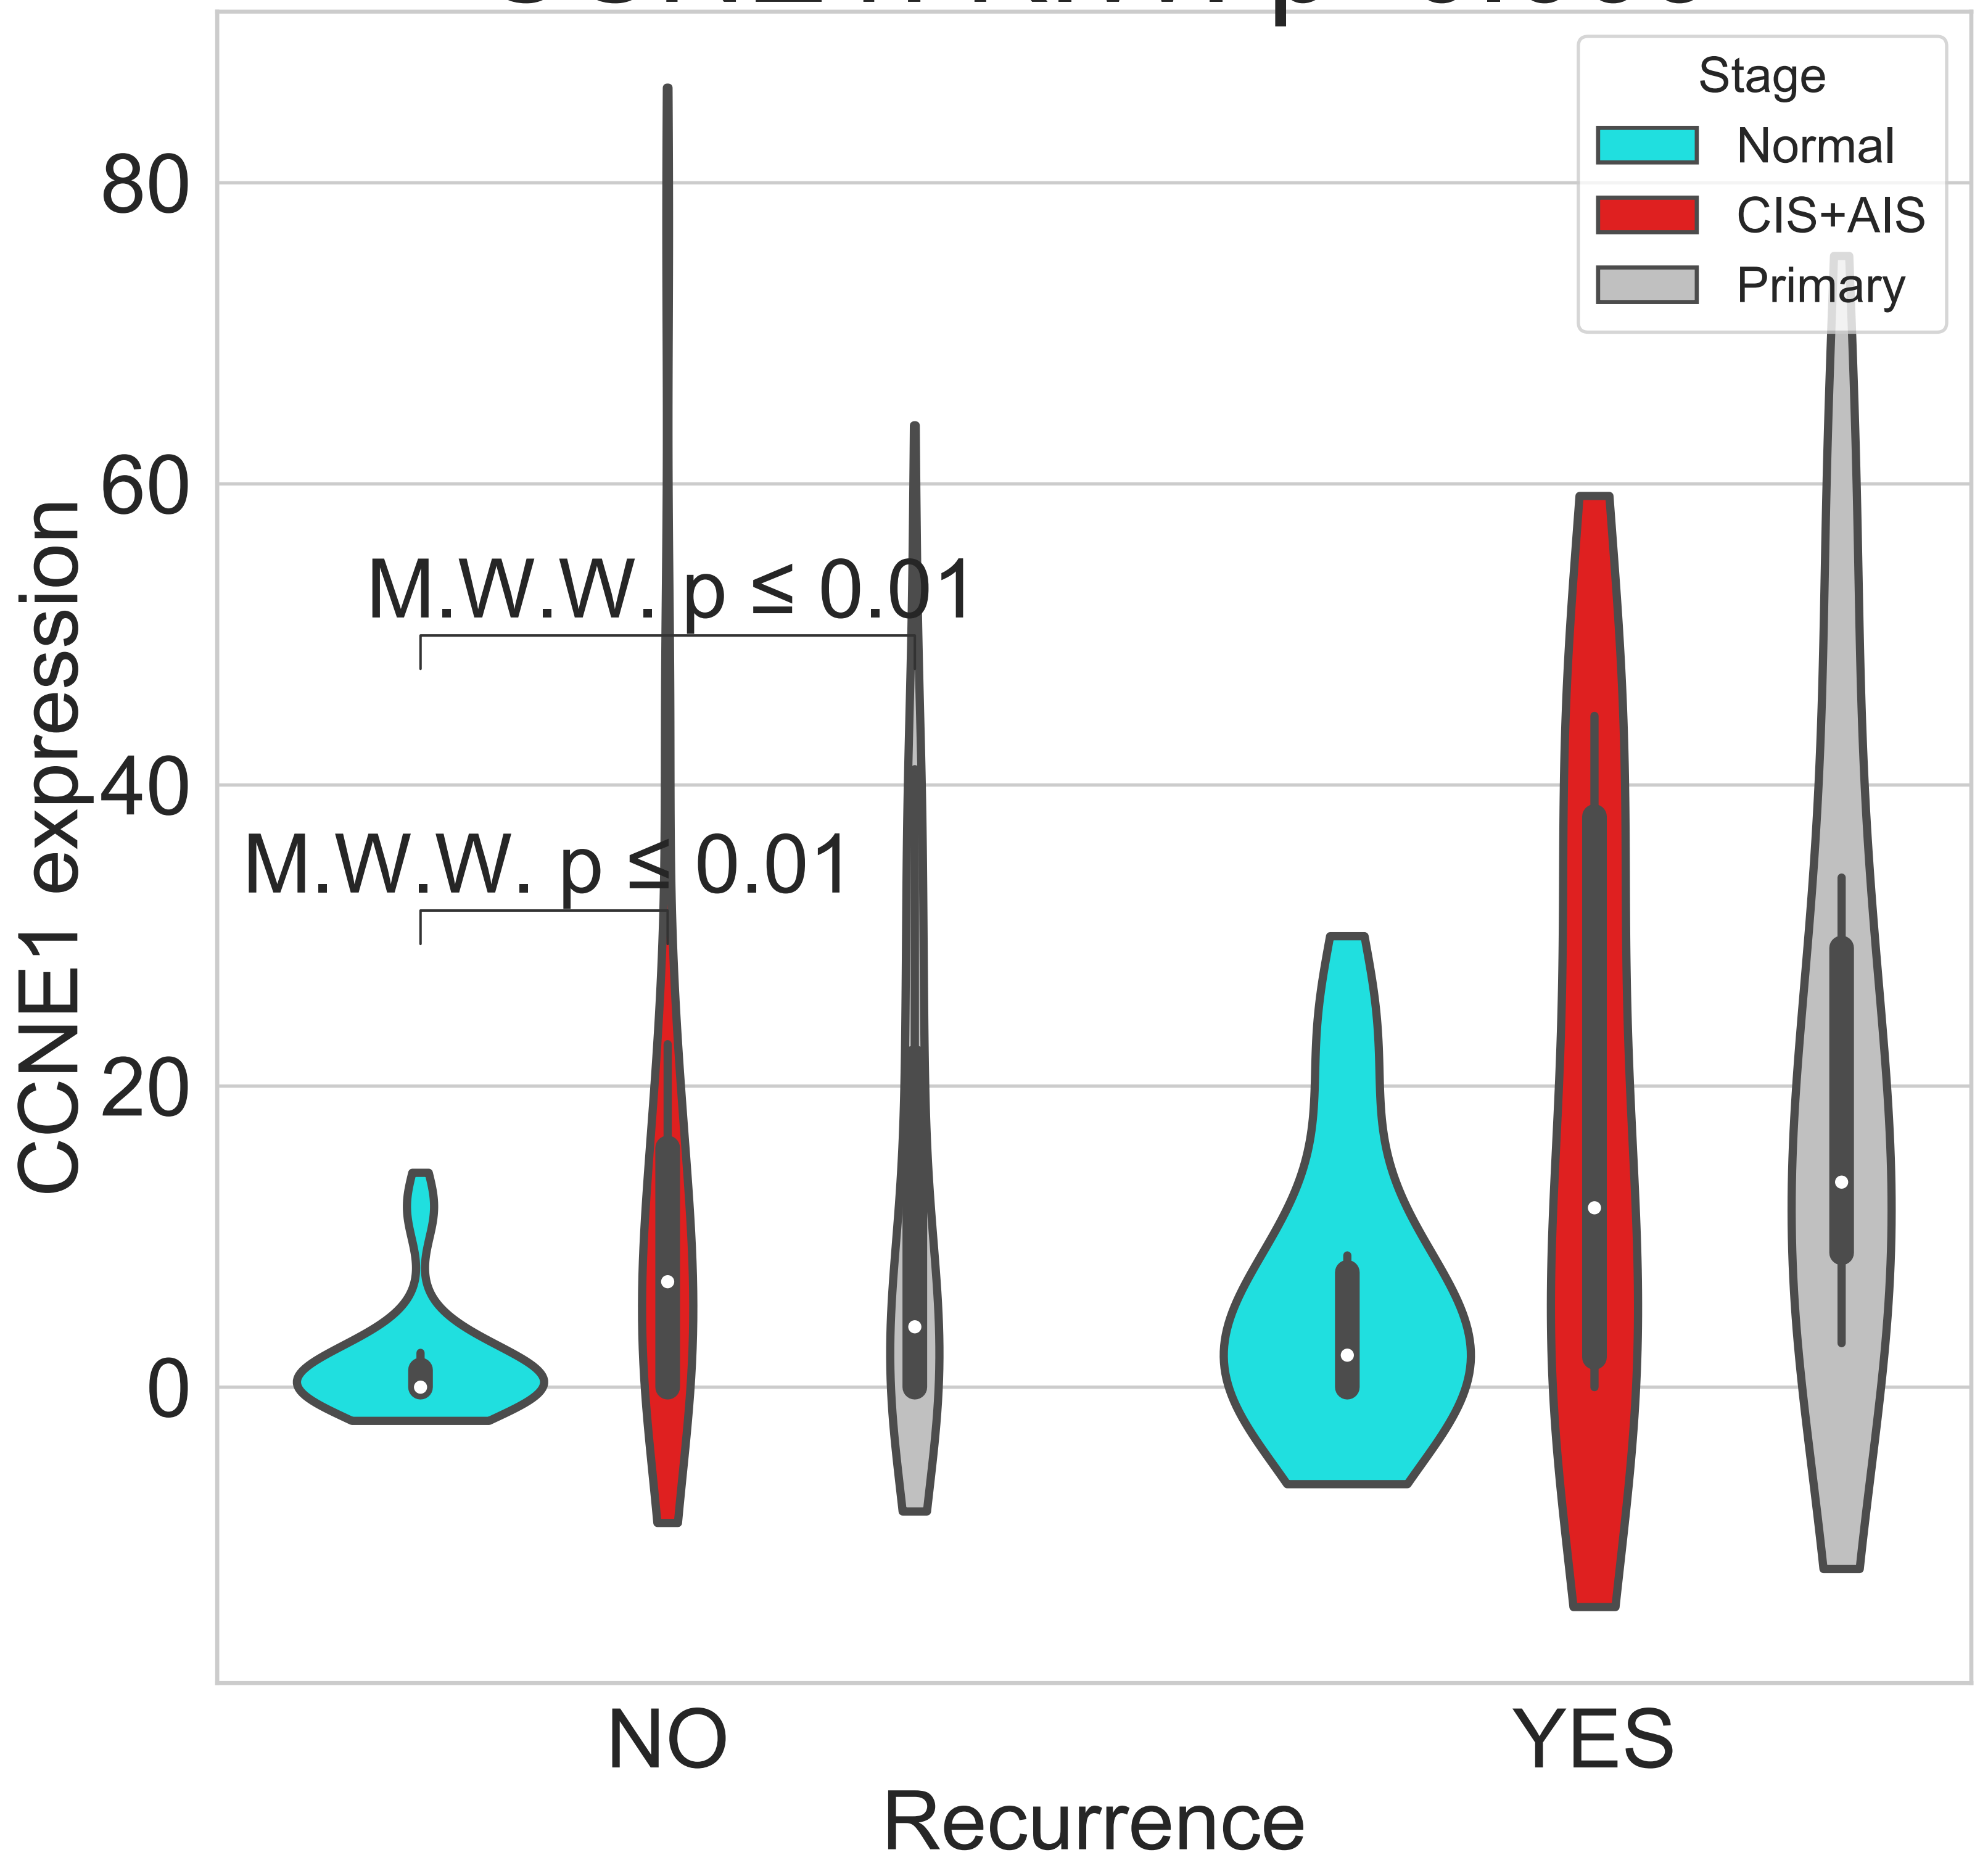 Stage
Normal
CIS+AIS
Primary
80
60
40
20
0
CCNE1 expression
M.W.W. p ≤ 0.01
M.W.W. p ≤ 0.01
NO
YES
Recurrence